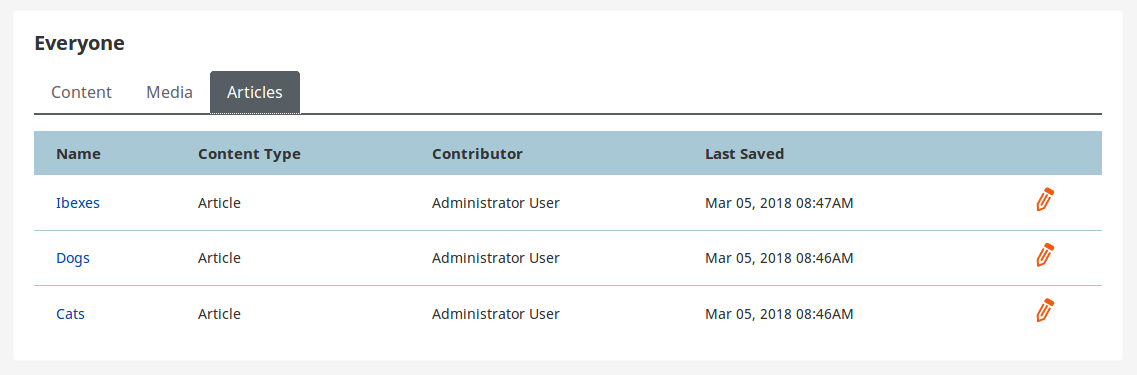 Everyone
Content Media Articles
Name Content Type Contributor Last Saved
Ibexes Article Administrator User Mar 05, 2018 08:47AM
Dogs Article Administrator User Mar 05, 2018 08:46AM
Cats Article Administrator User Mar 05, 2018 08:46AM